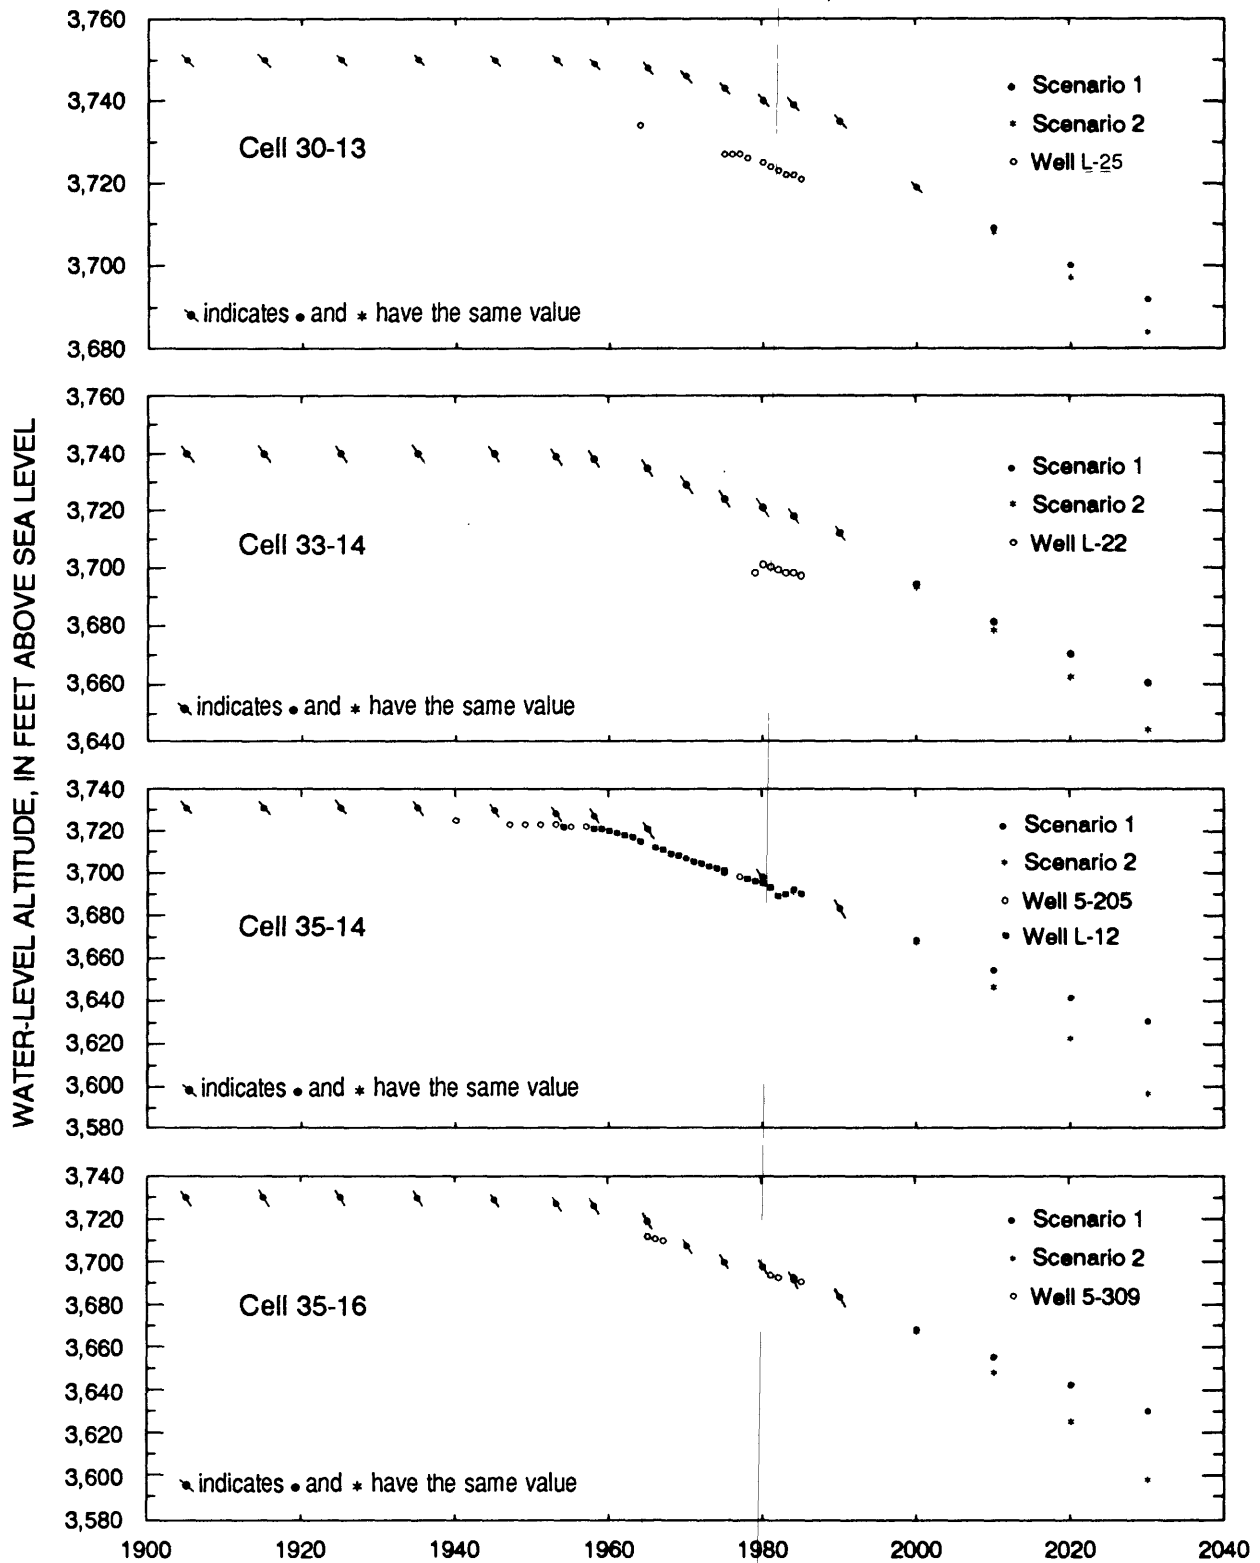 WATER-LEVEL ALTITUDE, IN FEET ABOVE SEA LEVEL
3,760
3,740
3,720
3,700
3,680
Cell 30-13
• Scenario 1
* Scenario 2
○ Well L-25
indicates • and * have the same value
3,760
3,740
3,720
3,700
3,680
3,660
3,640
Cell 33-14
• Scenario 1
* Scenario 2
○ Well L-22
indicates • and * have the same value
3,740
3,720
3,700
3,680
3,660
3,640
3,620
3,600
3,580
Cell 35-14
• Scenario 1
* Scenario 2
○ Well 5-205
▪ Well L-12
indicates • and * have the same value
3,740
3,720
3,700
3,680
3,660
3,640
3,620
3,600
3,580
Cell 35-16
• Scenario 1
* Scenario 2
○ Well 5-309
indicates • and * have the same value
1900 1920 1940 1960 1980 2000 2020 2040